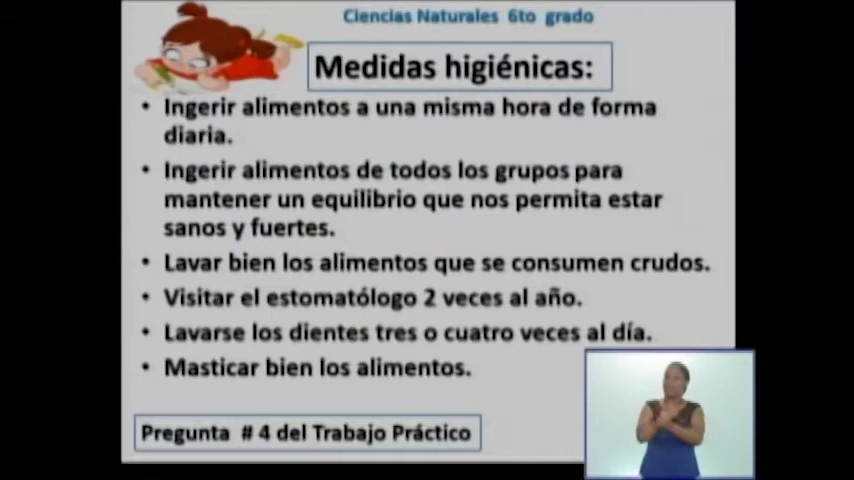 Ciencias Naturales 6to grado
Medidas higiénicas:
• Ingerir alimentos a una misma hora de forma
diaria.
• Ingerir alimentos de todos los grupos para
mantener un equilibrio que nos permita estar
sanos y fuertes.
• Lavar bien los alimentos que se consumen crudos.
• Visitar el estomatólogo 2 veces al año.
• Lavarse los dientes tres o cuatro veces al día.
• Masticar bien los alimentos.
Pregunta # 4 del Trabajo Práctico